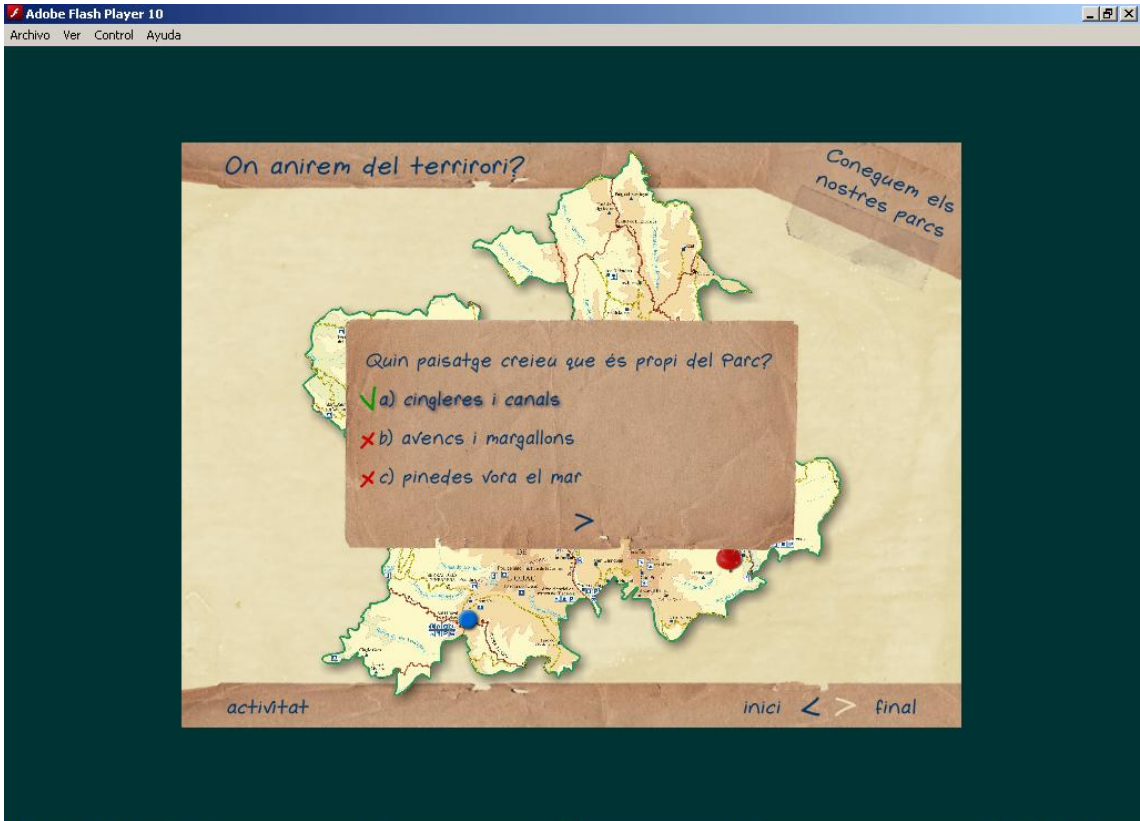 Adobe Flash Player 10
Archivo Ver Control Ayuda
On anirem del terrirori?
Coneguem els
nostres parcs
Quin paisatge creieu que és propi del Parc?
a) cingleres i canals
b) avencs i margallons
c) pinedes vora el mar
>
DE
activitat
inici < > final